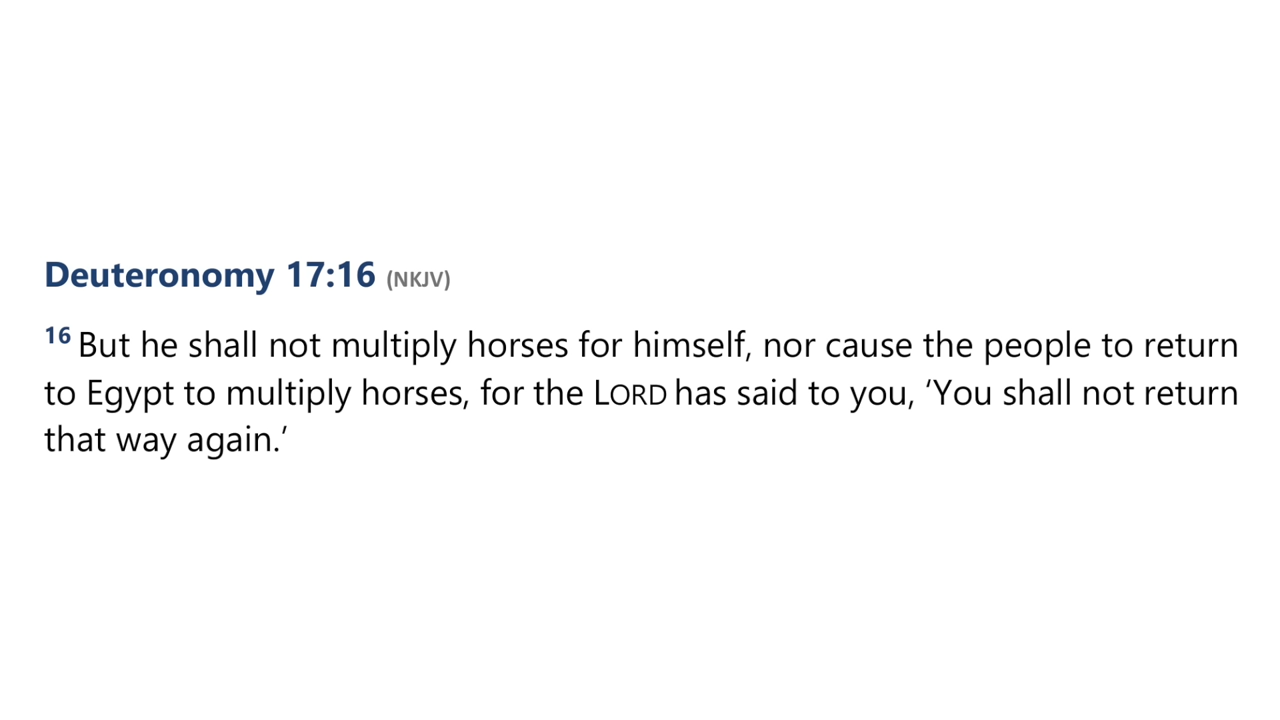 Deuteronomy 17:16 (NKJV)
16 But he shall not multiply horses for himself, nor cause the people to return
to Egypt to multiply horses, for the LORD has said to you, ‘You shall not return
that way again.’